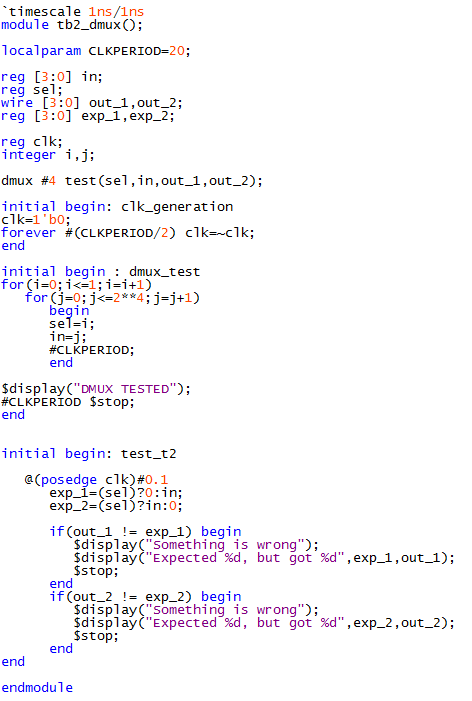 `timescale 1ns/1ns
module tb2_dmux();
localparam CLKPERIOD=20;
reg [3:0] in;
reg sel;
wire [3:0] out_1,out_2;
reg [3:0] exp_1,exp_2;
reg clk;
integer i,j;
dmux #4 test(sel,in,out_1,out_2);
initial begin: clk_generation
clk=1'b0;
forever #(CLKPERIOD/2) clk=~clk;
end
initial begin : dmux_test
for(i=0;i<=1;i=i+1)
for(j=0;j<=2**4;j=j+1)
begin
sel=i;
in=j;
#CLKPERIOD;
end
$display("DMUX TESTED");
#CLKPERIOD $stop;
end
initial begin: test_t2
@(posedge clk)#0.1
exp_1=(sel)?0:in;
exp_2=(sel)?in:0;
if(out_1 != exp_1) begin
$display("Something is wrong");
$display("Expected %d, but got %d",exp_1,out_1);
$stop;
end
if(out_2 != exp_2) begin
$display("Something is wrong");
$display("Expected %d, but got %d",exp_2,out_2);
$stop;
end
end
endmodule